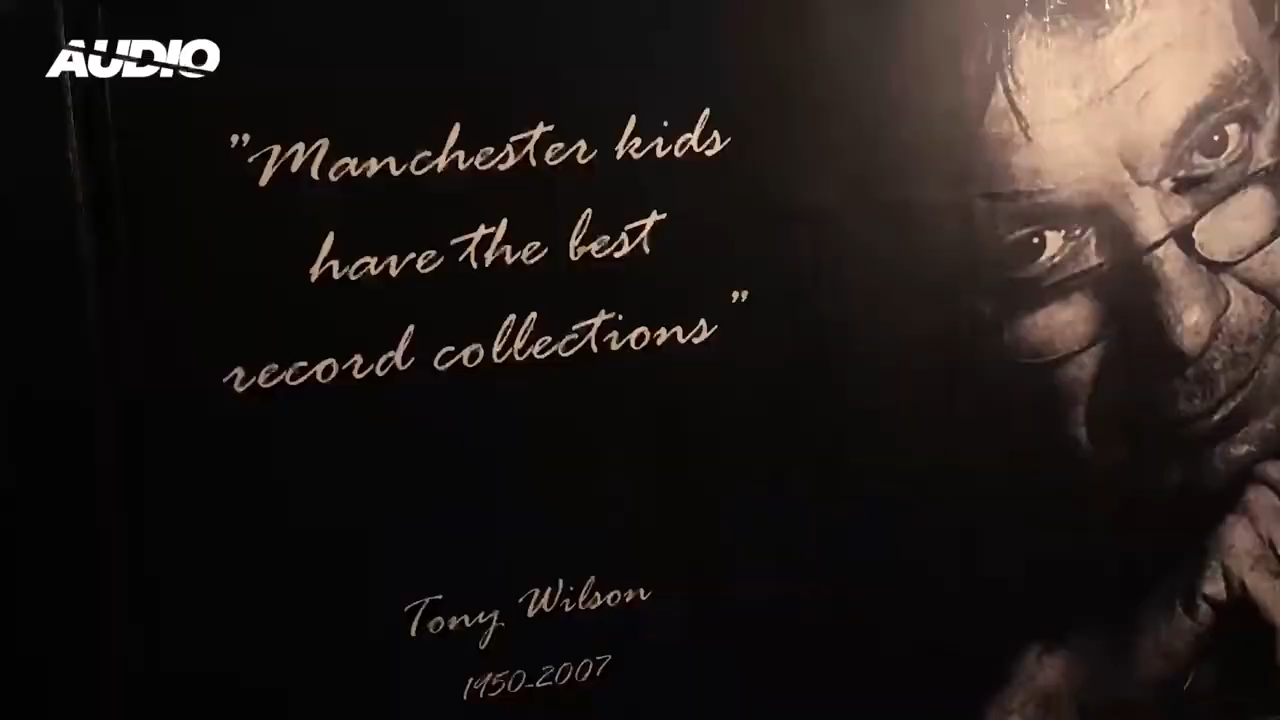 AUDIO
"Manchester kids
have the best
record collections"
Tony Wilson
1950-2007